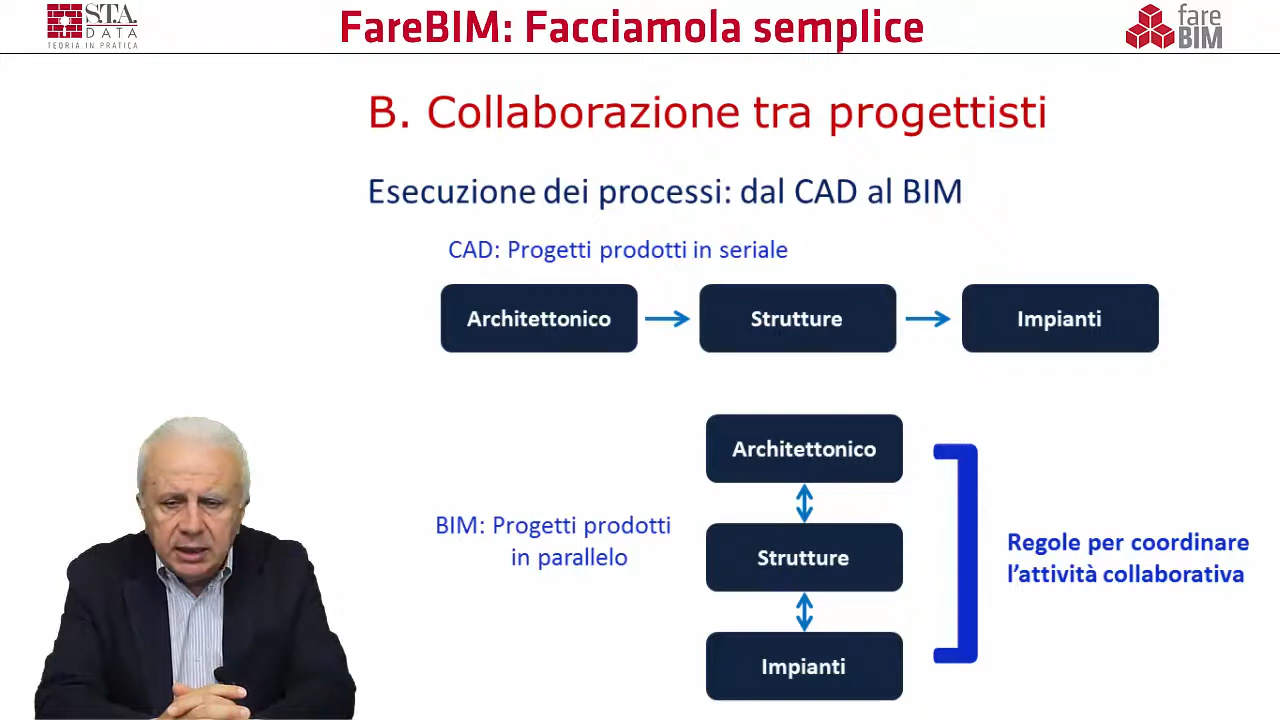 S.T.A.
DATA
TEORIA IN PRATICA
FareBIM: Facciamola semplice
fare
BIM
B. Collaborazione tra progettisti
Esecuzione dei processi: dal CAD al BIM
CAD: Progetti prodotti in seriale
Architettonico
Strutture
Impianti
Architettonico
BIM: Progetti prodotti
in parallelo
Strutture
Regole per coordinare
l’attività collaborativa
Impianti